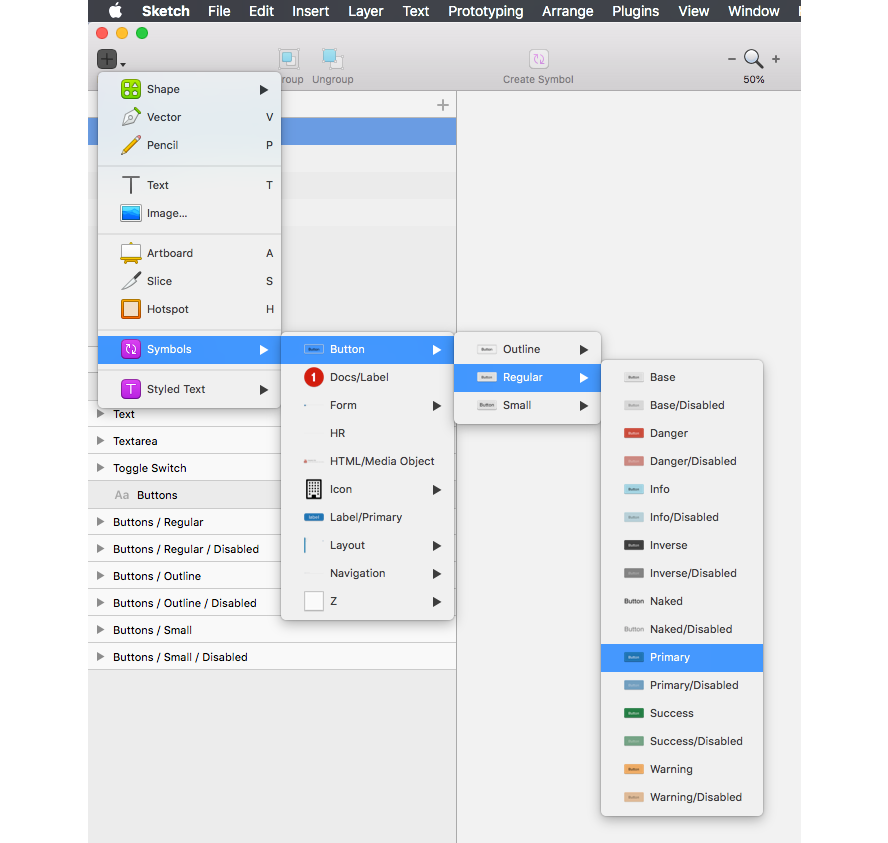 Sketch File Edit Insert Layer Text Prototyping Arrange Plugins View Window
roup Ungroup Create Symbol 50%
Shape
Vector V
Pencil P
Text T
Image...
Artboard A
Slice S
Hotspot H
Symbols
Styled Text
Button
Docs/Label
Form
HR
HTML/Media Object
Icon
Label/Primary
Layout
Navigation
Z
Outline
Regular
Small
Base
Base/Disabled
Danger
Danger/Disabled
Info
Info/Disabled
Inverse
Inverse/Disabled
Button Naked
Button Naked/Disabled
Primary
Primary/Disabled
Success
Success/Disabled
Warning
Warning/Disabled
Text
Textarea
Toggle Switch
Aa Buttons
Buttons / Regular
Buttons / Regular / Disabled
Buttons / Outline
Buttons / Outline / Disabled
Buttons / Small
Buttons / Small / Disabled